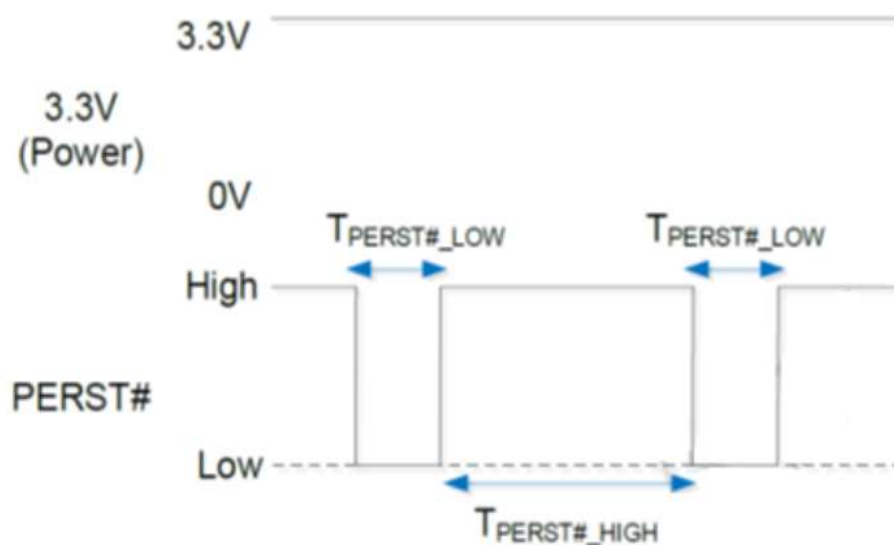 3.3V
3.3V
(Power)
0V
TPERST#_LOW TPERST#_LOW
High
PERST#
Low
TPERST#_HIGH